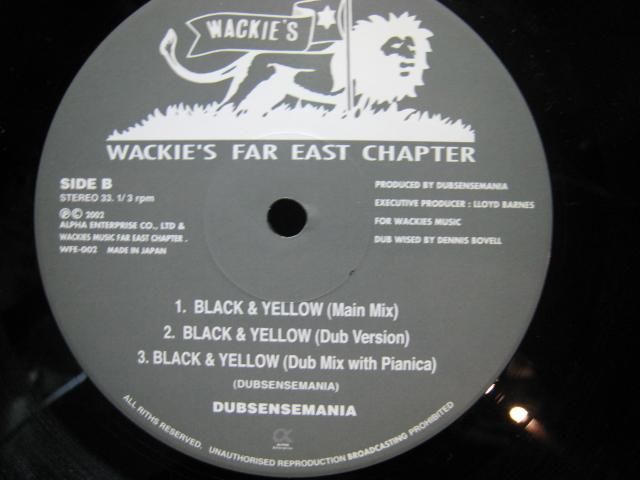 WACKIE'S
WACKIE'S FAR EAST CHAPTER
SIDE B
STEREO 33. 1/3 rpm
℗© 2002
ALPHA ENTERPRISE CO., LTD &
WACKIES MUSIC FAR EAST CHAPTER .
WFE-002 MADE IN JAPAN
PRODUCED BY DUBSENSEMANIA
EXECUTIVE PRODUCER : LLOYD BARNES
FOR WACKIES MUSIC
DUB WISED BY DENNIS BOVELL
1. BLACK & YELLOW (Main Mix)
2. BLACK & YELLOW (Dub Version)
3. BLACK & YELLOW (Dub Mix with Pianica)
(DUBSENSEMANIA)
DUBSENSEMANIA
ALL RITHS RESERVED. UNAUTHORISED REPRODUCTION BROADCASTING PROHIBITED